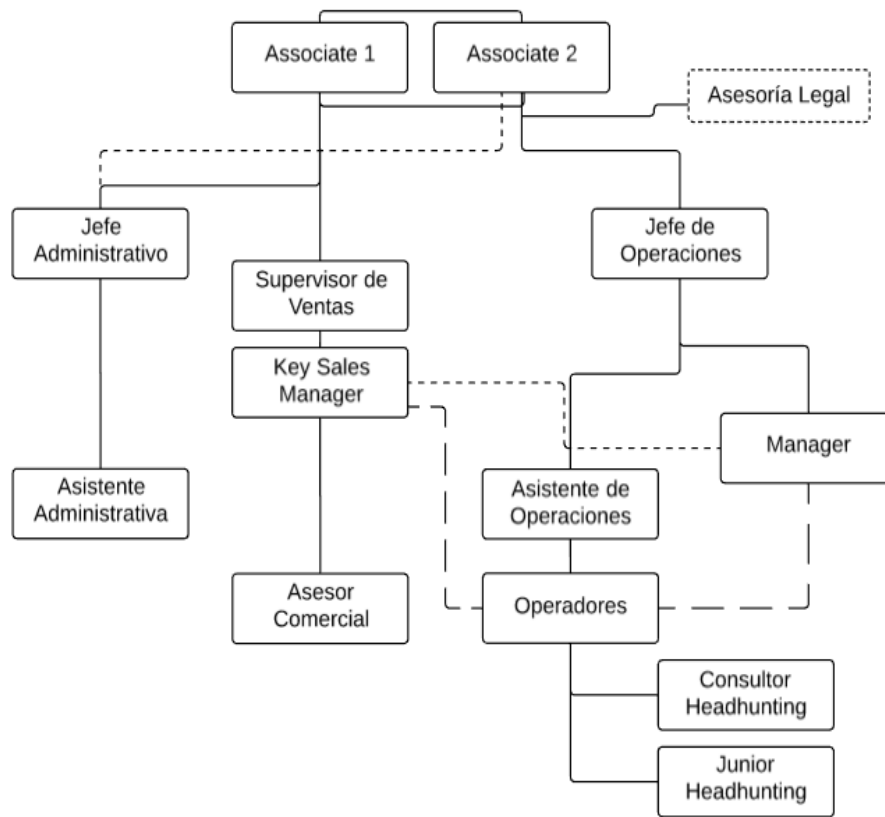 Associate 1
Associate 2
Asesoría Legal
Jefe
Administrativo
Jefe de
Operaciones
Supervisor de
Ventas
Key Sales
Manager
Manager
Asistente
Administrativa
Asistente de
Operaciones
Asesor
Comercial
Operadores
Consultor
Headhunting
Junior
Headhunting